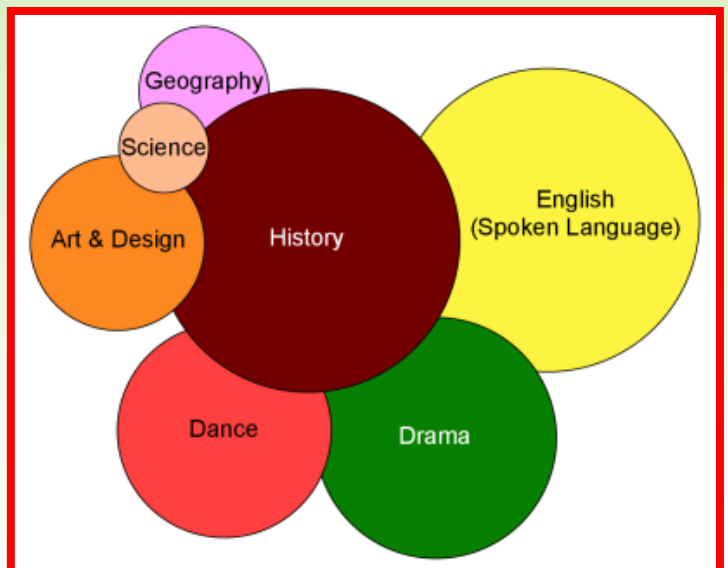 Geography
Science
English
(Spoken Language)
Art & Design
History
Dance
Drama